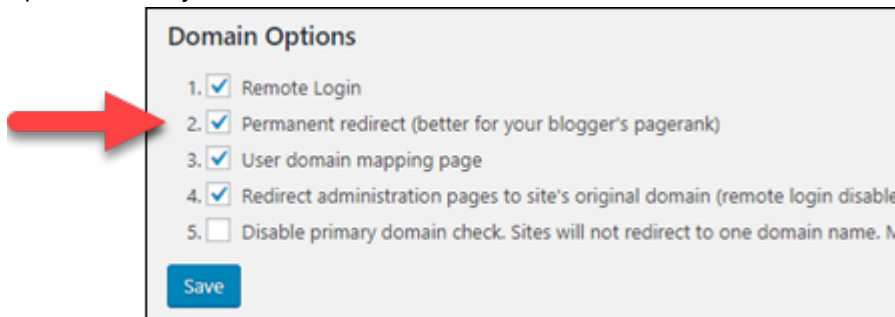 Domain Options
1. Remote Login
2. Permanent redirect (better for your blogger's pagerank)
3. User domain mapping page
4. Redirect administration pages to site's original domain (remote login disable
5. Disable primary domain check. Sites will not redirect to one domain name. M
Save